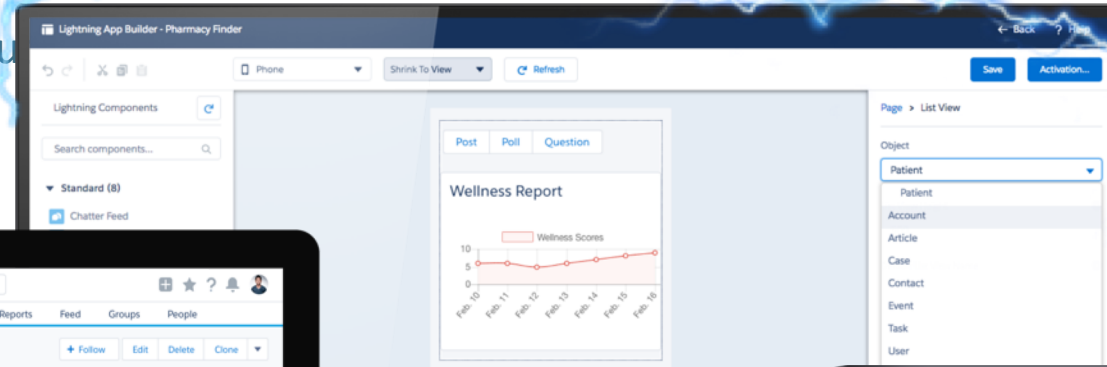 Lightning App Builder - Pharmacy Finder
← Back ? Help
Phone
Shrink To View
Refresh
Save
Activation...
Lightning Components
Search components...
Standard (8)
Chatter Feed
Post Poll Question
Wellness Report
Wellness Scores
10
5
0
Feb. 10 Feb. 11 Feb. 12 Feb. 13 Feb. 14 Feb. 15 Feb. 16
Page > List View
Object
Patient
Patient
Account
Article
Case
Contact
Event
Task
User
?
Reports Feed Groups People
+ Follow Edit Delete Clone